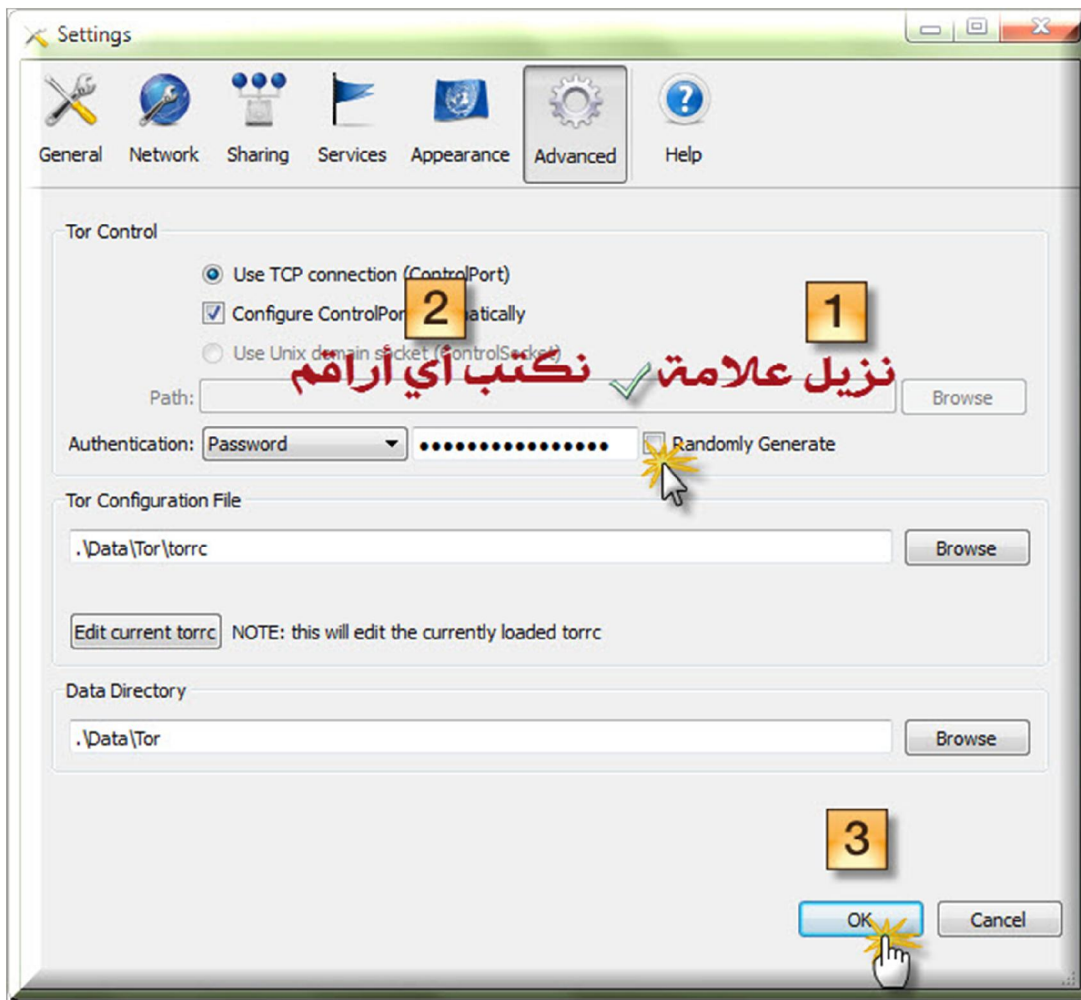 Settings
General Network Sharing Services Appearance Advanced Help
Tor Control
Use TCP connection (ControlPort)
2 1
Configure ControlPort
Use Unix domain socket (ControlSocket)
نزيل علامة نكتب أي أراقم
Path: Browse
Authentication: Password Randomly Generate
Tor Configuration File
.\Data\Tor\torrc Browse
Edit current torrc NOTE: this will edit the currently loaded torrc
Data Directory
.\Data\Tor Browse
3
OK Cancel